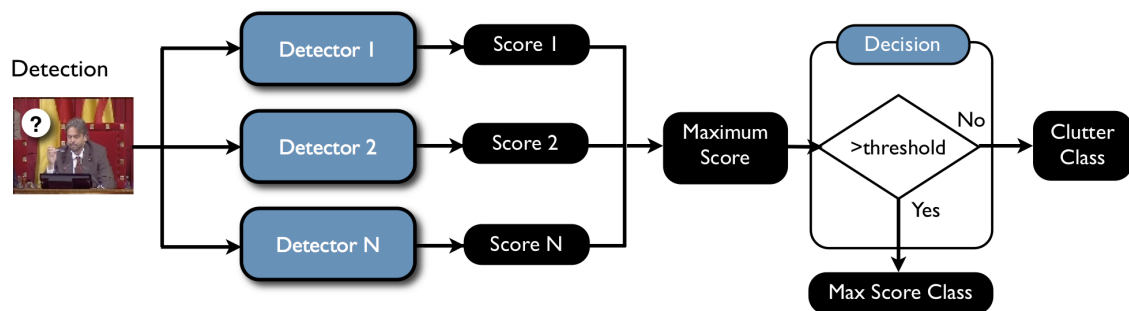 Detection
?
Detector 1
Score 1
Detector 2
Score 2
Detector N
Score N
Maximum
Score
Decision
>threshold
No
Yes
Clutter
Class
Max Score Class